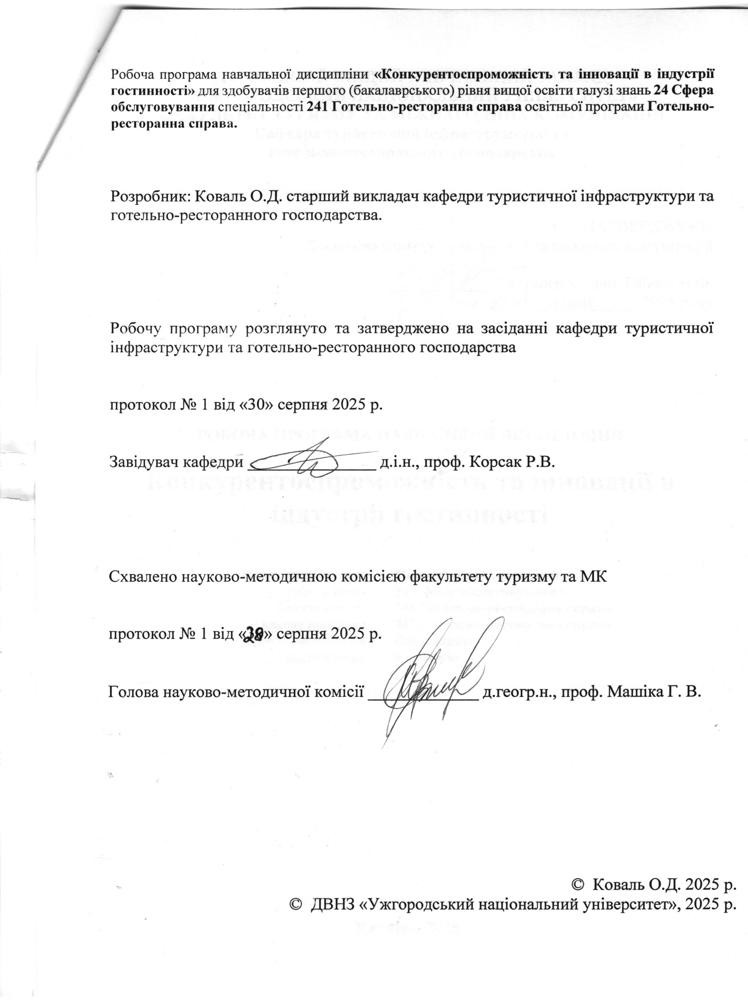 Робоча програма навчальної дисципліни «Конкурентоспроможність та інновації в індустрії
гостинності» для здобувачів першого (бакалаврського) рівня вищої освіти галузі знань 24 Сфера
обслуговування спеціальності 241 Готельно-ресторанна справа освітньої програми Готельно-
ресторанна справа.
Розробник: Коваль О.Д. старший викладач кафедри туристичної інфраструктури та
готельно-ресторанного господарства.
Робочу програму розглянуто та затверджено на засіданні кафедри туристичної
інфраструктури та готельно-ресторанного господарства
протокол № 1 від «30» серпня 2025 р.
Завідувач кафедри д.і.н., проф. Корсак Р.В.
Схвалено науково-методичною комісією факультету туризму та МК
протокол № 1 від «» серпня 2025 р.
Голова науково-методичної комісії д.геогр.н., проф. Машіка Г. В.
© Коваль О.Д. 2025 р.
© ДВНЗ «Ужгородський національний університет», 2025 р.